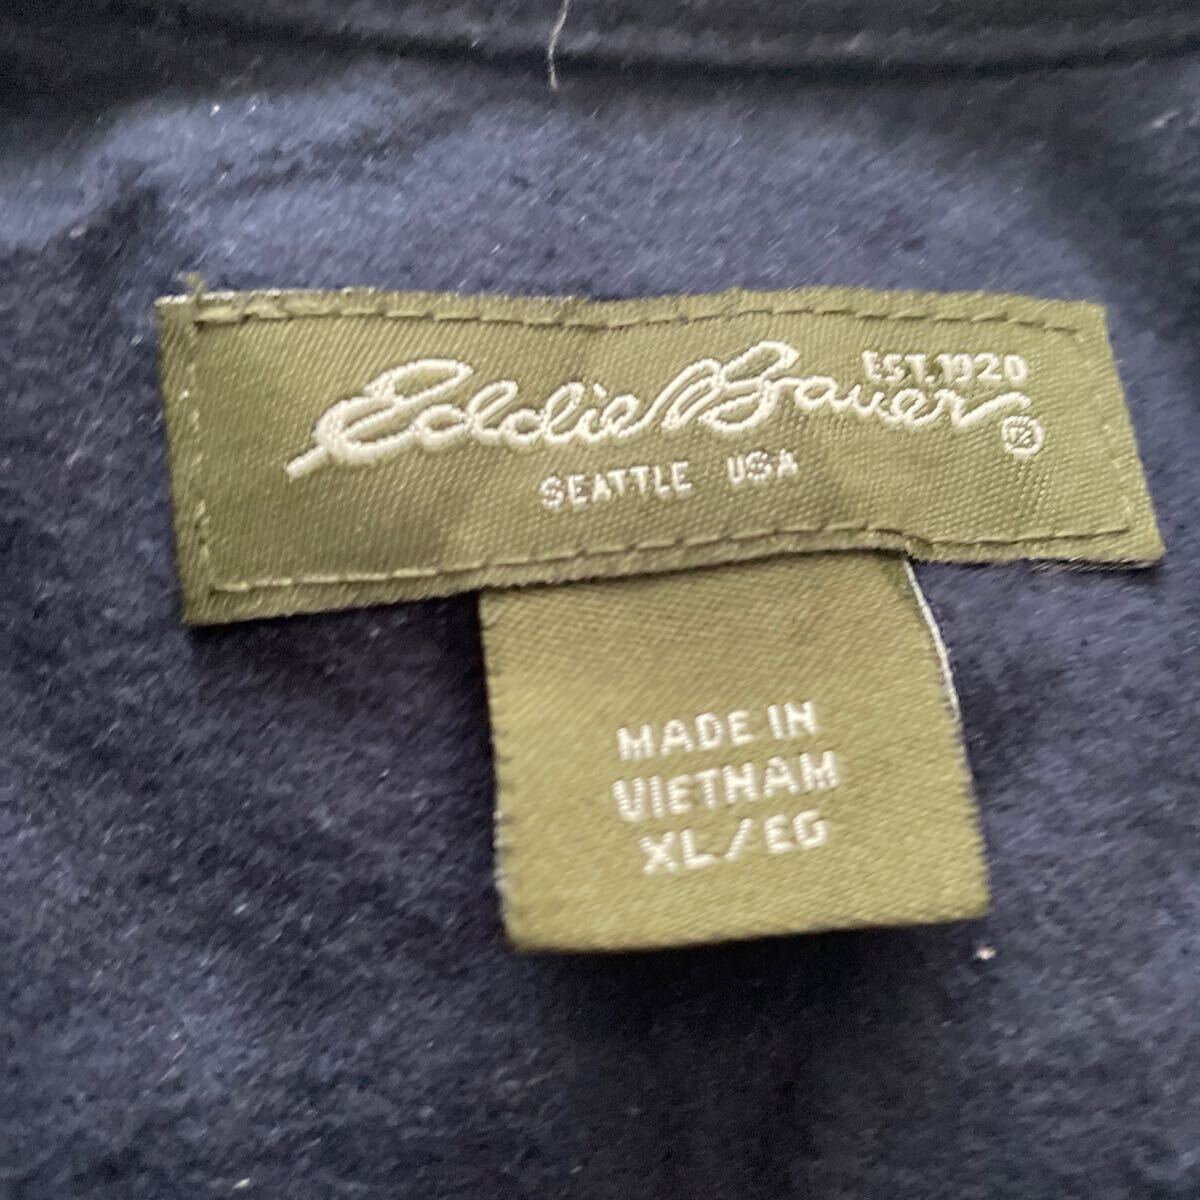 EST.1920
Eddie Bauer®
SEATTLE USA
MADE IN
VIETNAM
XL/EG